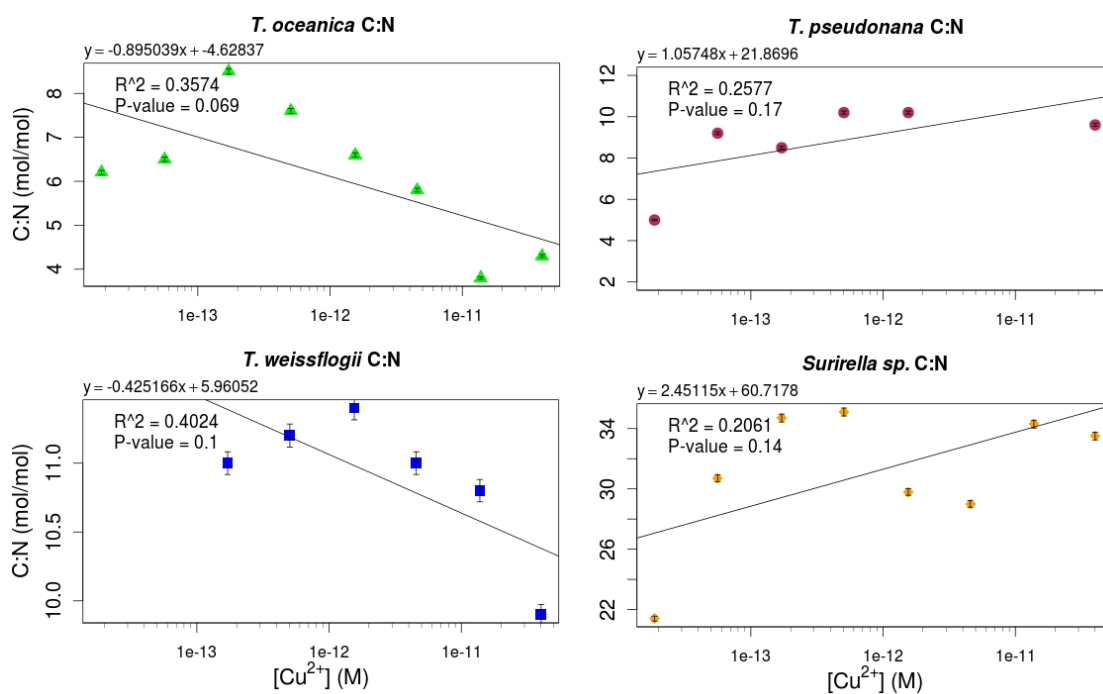 T. oceanica C:N
y = -0.895039x + -4.62837
R^2 = 0.3574
P-value = 0.069
C:N (mol/mol)
8
7
6
5
4
1e-13 1e-12 1e-11
T. pseudonana C:N
y = 1.05748x + 21.8696
R^2 = 0.2577
P-value = 0.17
12
10
8
6
4
2
1e-13 1e-12 1e-11
T. weissflogii C:N
y = -0.425166x + 5.96052
R^2 = 0.4024
P-value = 0.1
C:N (mol/mol)
11.0
10.5
10.0
1e-13 1e-12 1e-11
[Cu²⁺] (M)
Surirella sp. C:N
y = 2.45115x + 60.7178
R^2 = 0.2061
P-value = 0.14
34
30
26
22
1e-13 1e-12 1e-11
[Cu²⁺] (M)